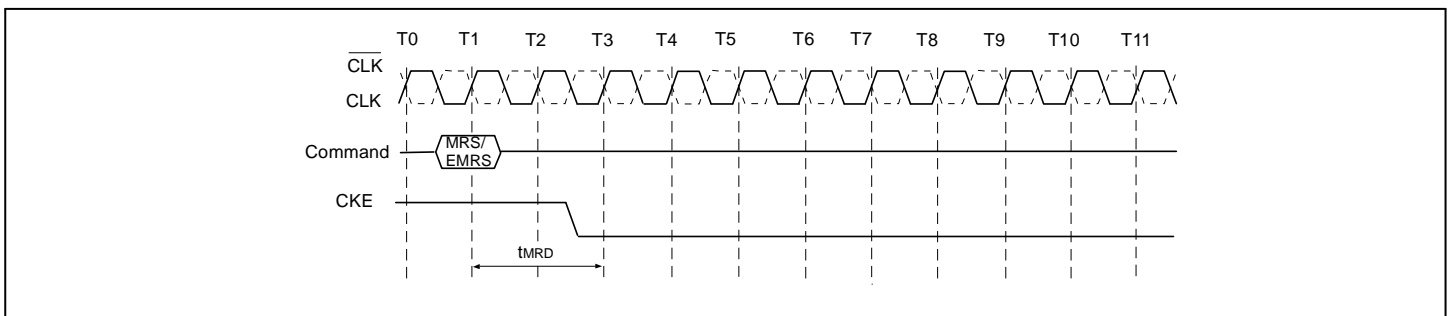 T0 T1 T2 T3 T4 T5 T6 T7 T8 T9 T10 T11
CLK
CLK
Command
MRS/
EMRS
CKE
tMRD